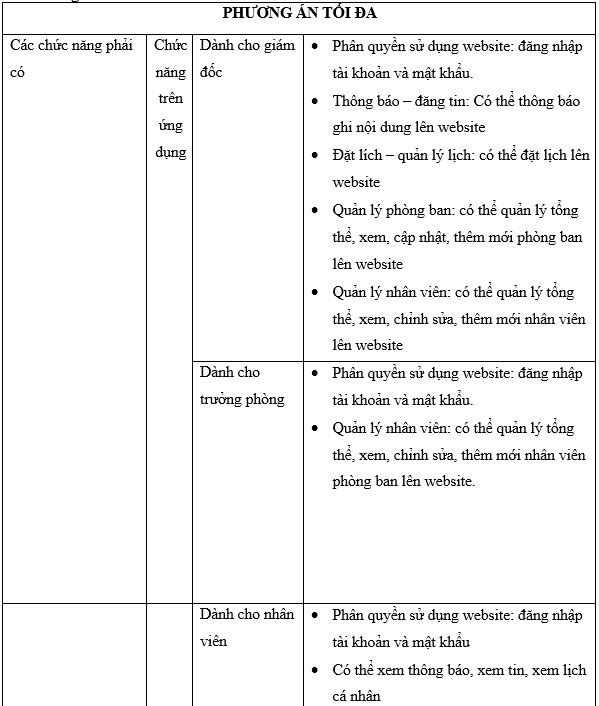 PHƯƠNG ÁN TỐI ĐA
Các chức năng phải
có
Chức
năng
trên
ứng
dụng
Dành cho giám
đốc
• Phân quyền sử dụng website: đăng nhập
tài khoản và mật khẩu.
• Thông báo – đăng tin: Có thể thông báo
ghi nội dung lên website
• Đặt lích – quản lý lịch: có thể đặt lịch lên
website
• Quản lý phòng ban: có thể quản lý tổng
thể, xem, cập nhật, thêm mới phòng ban
lên website
• Quản lý nhân viên: có thể quản lý tổng
thể, xem, chỉnh sửa, thêm mới nhân viên
lên website
Dành cho
trưởng phòng
• Phân quyền sử dụng website: đăng nhập
tài khoản và mật khẩu.
• Quản lý nhân viên: có thể quản lý tổng
thể, xem, chỉnh sửa, thêm mới nhân viên
phòng ban lên website.
Dành cho nhân
viên
• Phân quyền sử dụng website: đăng nhập
tài khoản và mật khẩu
• Có thể xem thông báo, xem tin, xem lịch
cá nhân